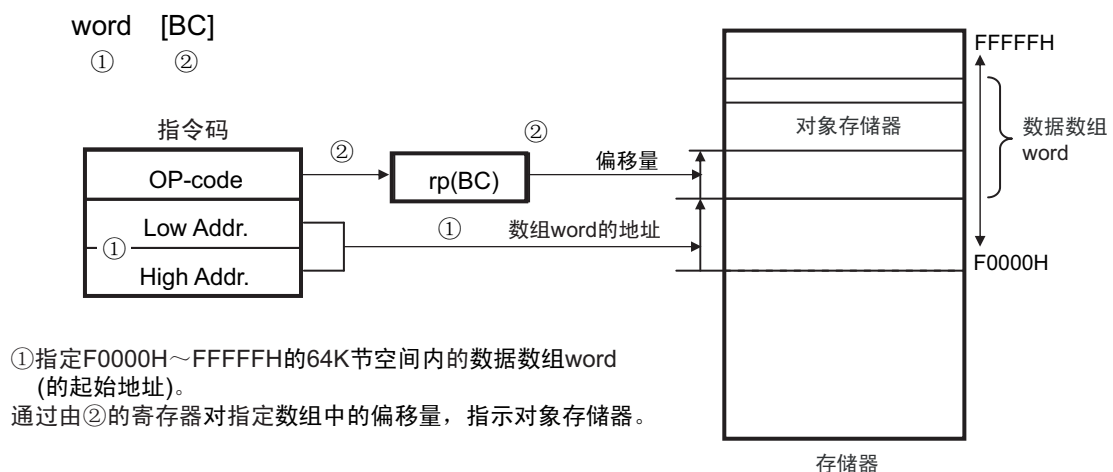 word [BC]
① ②
指令码
OP-code
Low Addr.
①
High Addr.
②
rp(BC)
②
偏移量
①
数组word的地址
FFFFFH
对象存储器
数据数组
word
F0000H
存储器
①指定F0000H～FFFFFH的64K节空间内的数据数组word
(的起始地址)。
通过由②的寄存器对指定数组中的偏移量，指示对象存储器。